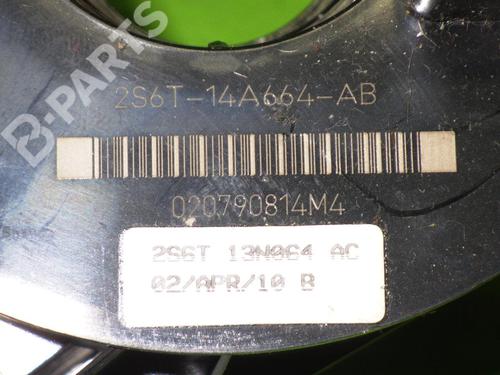 B-PARTS
2S6T-14A664-AB
020790814M4
2S6T 13N064 AC
02/APR/10 B